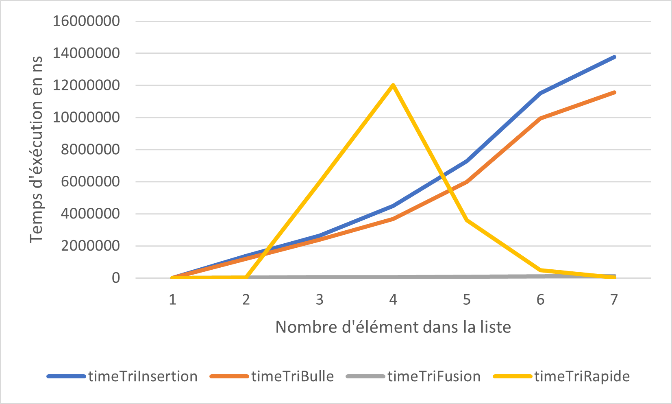 16000000
14000000
12000000
10000000
8000000
6000000
4000000
2000000
0
Temps d'éxécution en ns
1 2 3 4 5 6 7
Nombre d'élément dans la liste
timeTriInsertion timeTriBulle timeTriFusion timeTriRapide